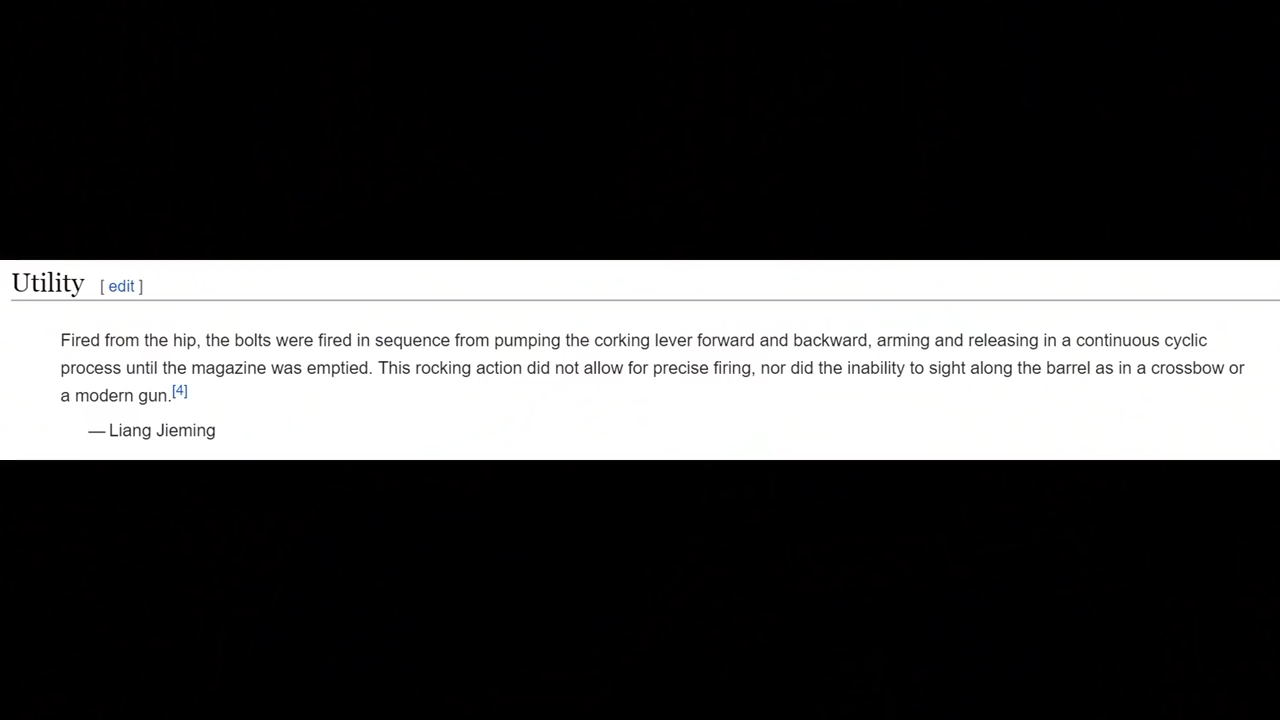 Utility [ edit ]
Fired from the hip, the bolts were fired in sequence from pumping the corking lever forward and backward, arming and releasing in a continuous cyclic
process until the magazine was emptied. This rocking action did not allow for precise firing, nor did the inability to sight along the barrel as in a crossbow or
a modern gun.[4]
— Liang Jieming